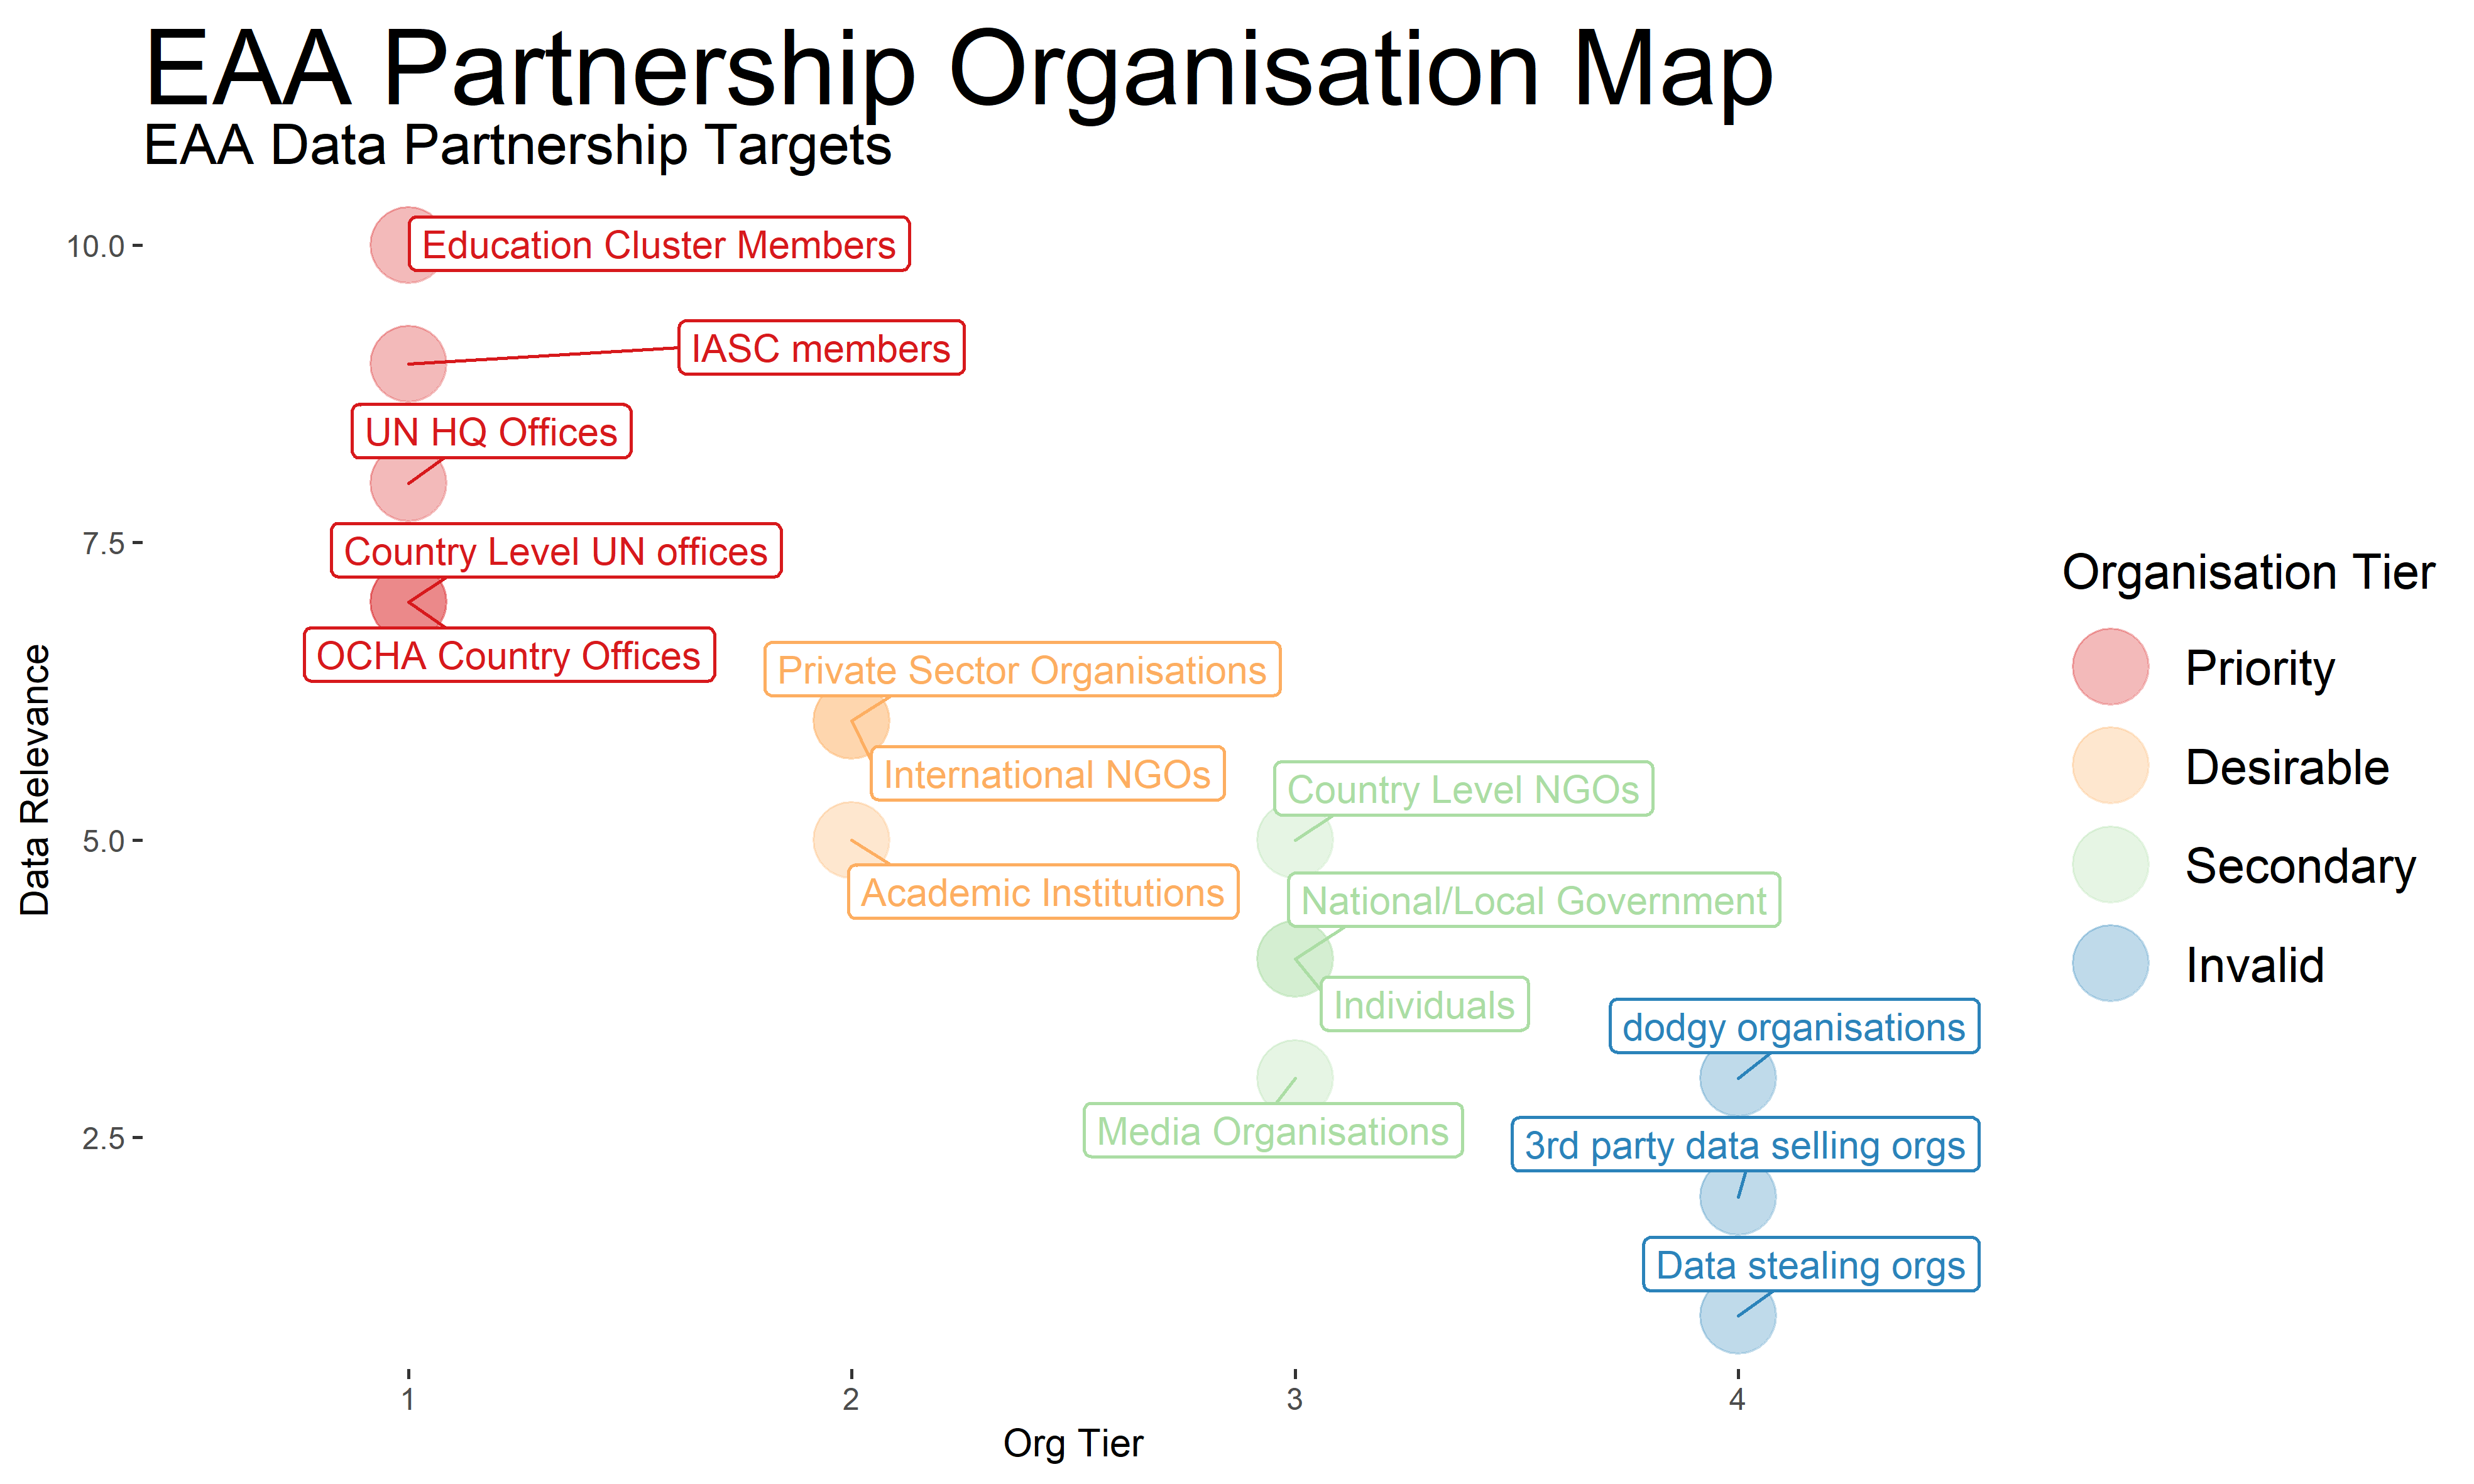 EAA Partnership Organisation Map
EAA Data Partnership Targets
10.0
7.5
5.0
2.5
Data Relevance
Education Cluster Members
IASC members
UN HQ Offices
Country Level UN offices
OCHA Country Offices
Private Sector Organisations
International NGOs
Academic Institutions
Country Level NGOs
National/Local Government
Individuals
Media Organisations
dodgy organisations
3rd party data selling orgs
Data stealing orgs
1
2
3
4
Org Tier
Organisation Tier
Priority
Desirable
Secondary
Invalid